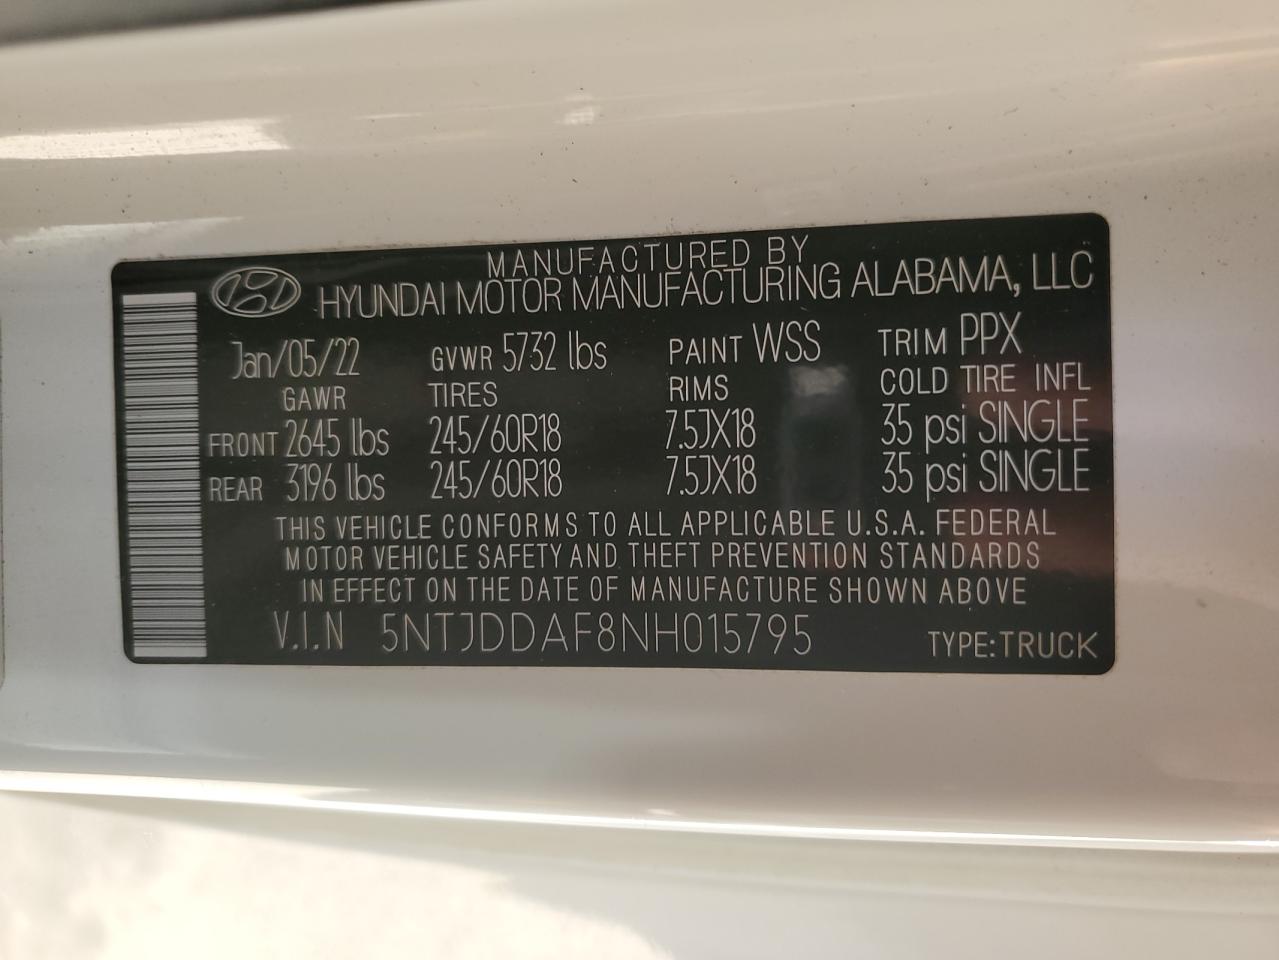 MANUFACTURED BY
HYUNDAI MOTOR MANUFACTURING ALABAMA, LLC
Jan/05/22 GVWR 5732 lbs PAINT WSS TRIM PPX
GAWR TIRES RIMS COLD TIRE INFL
FRONT 2645 lbs 245/60R18 7.5JX18 35 psi SINGLE
REAR 3196 lbs 245/60R18 7.5JX18 35 psi SINGLE
THIS VEHICLE CONFORMS TO ALL APPLICABLE U.S.A. FEDERAL
MOTOR VEHICLE SAFETY AND THEFT PREVENTION STANDARDS
IN EFFECT ON THE DATE OF MANUFACTURE SHOWN ABOVE
V.I.N 5NTJDDAF8NH015795 TYPE:TRUCK